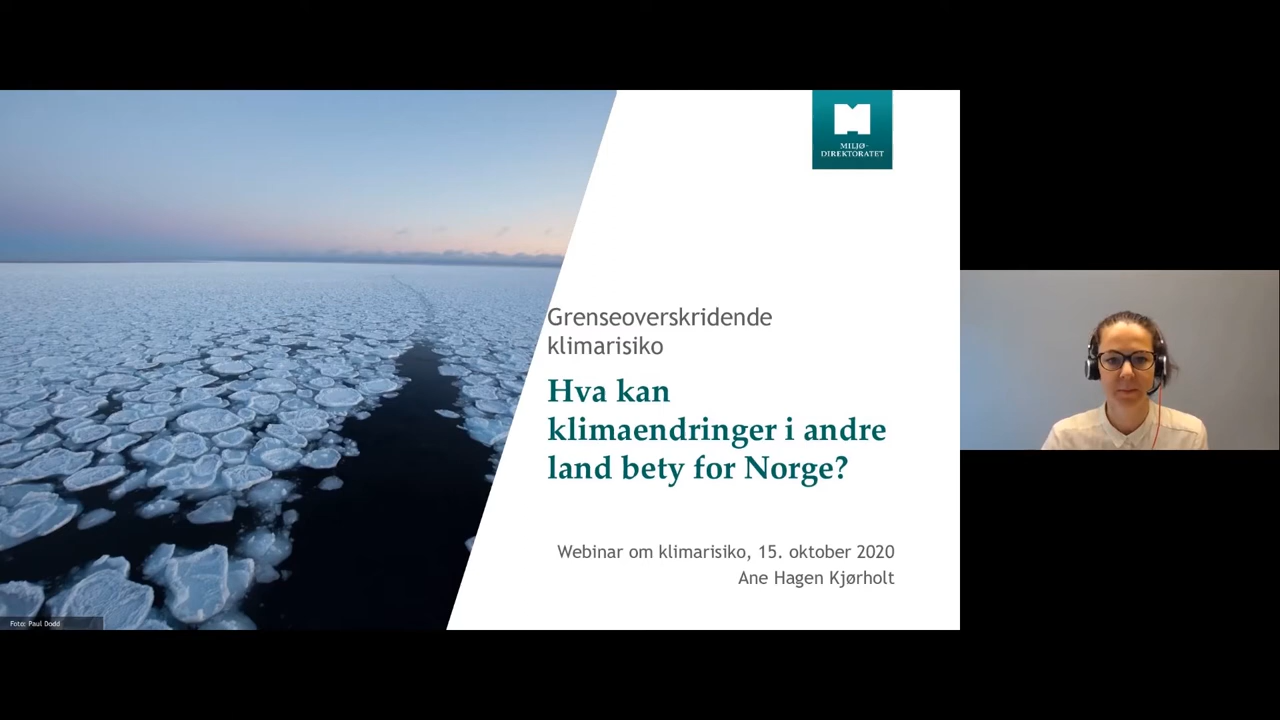 MILJØ-
DIREKTORATET
Grenseoverskridende
klimarisiko
Hva kan
klimaendringer i andre
land bety for Norge?
Webinar om klimarisiko, 15. oktober 2020
Ane Hagen Kjørholt
Foto: Paul Dodd